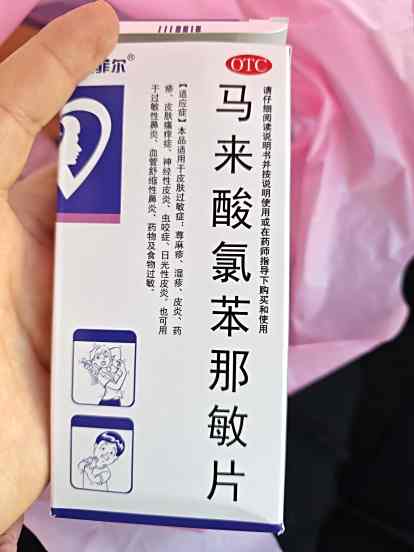 菲尔®
OTC
请仔细阅读说明书并按说明使用或在药师指导下购买和使用
马来酸氯苯那敏片
【适应症】本品适用于皮肤过敏症：荨麻疹、湿疹、皮炎、药
疹、皮肤瘙痒症、神经性皮炎、虫咬症、日光性皮炎。也可用
于过敏性鼻炎、血管舒缩性鼻炎、药物及食物过敏。